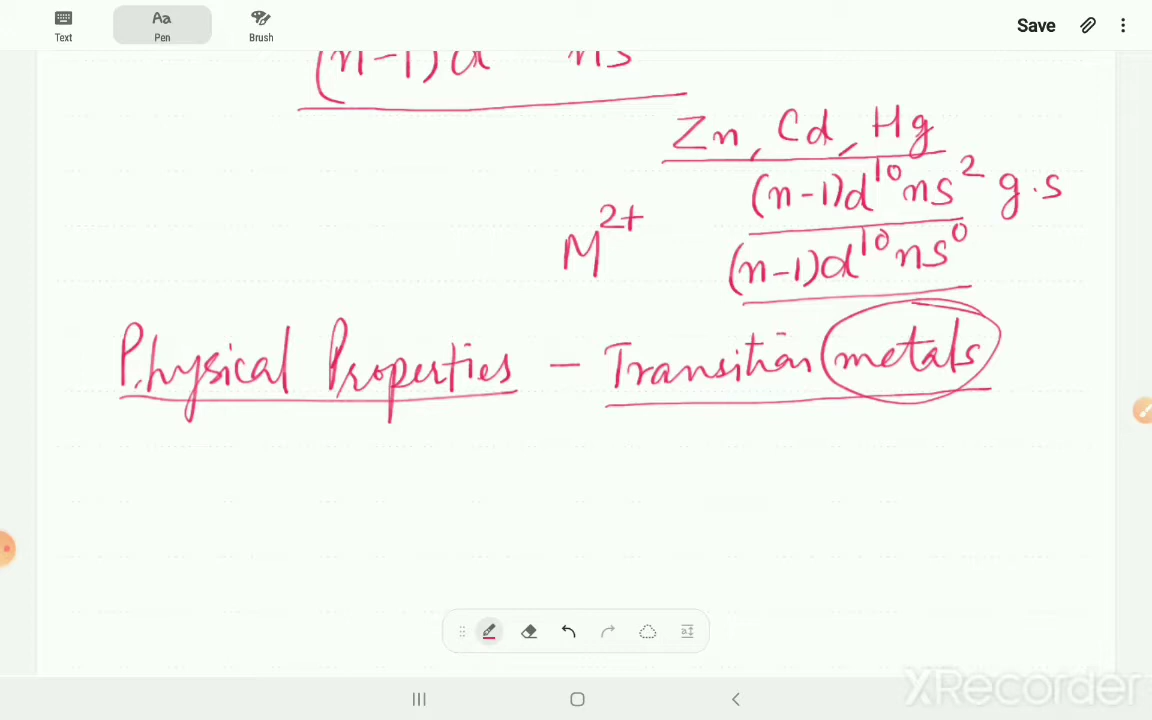 Text
Aa
Pen
Brush
Save
(n-1)d ns
Zn, Cd, Hg
(n-1)d¹⁰ns² g.s
M²⁺ (n-1)d¹⁰ns⁰
Physical Properties - Transition metals
XRecorder